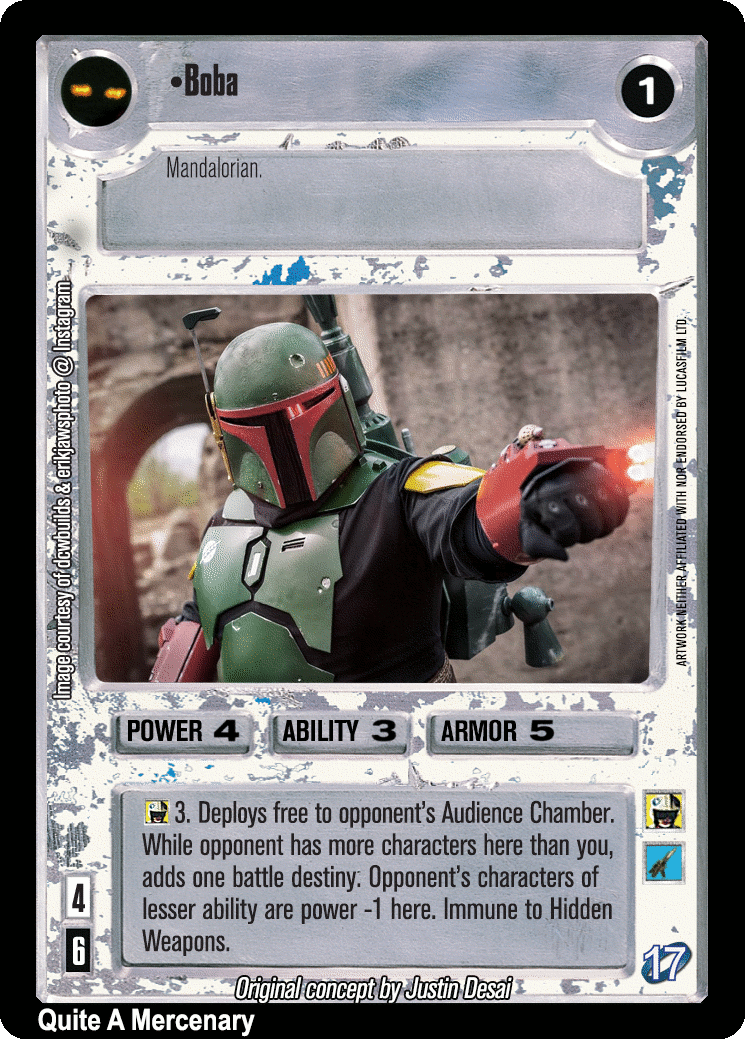 •Boba
1
Mandalorian.
Image courtesy of dcwbuilds & erikjawsphoto @ Instagram
ARTWORK NEITHER AFFILIATED WITH NOR ENDORSED BY LUCASFILM LTD.
POWER 4
ABILITY 3
ARMOR 5
3. Deploys free to opponent's Audience Chamber.
While opponent has more characters here than you,
adds one battle destiny. Opponent's characters of
lesser ability are power -1 here. Immune to Hidden
Weapons.
4
6
17
Original concept by Justin Desai
Quite A Mercenary